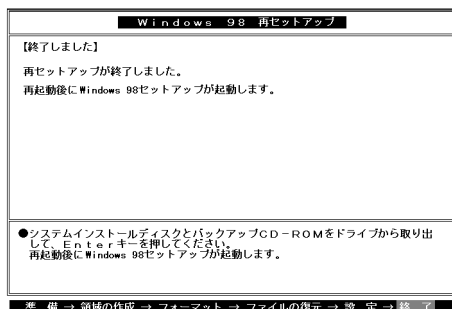 Ｗｉｎｄｏｗｓ　９８　再セットアップ
【終了しました】
再セットアップが終了しました。
再起動後にWindows 98セットアップが起動します。
●システムインストールディスクとバックアップＣＤ－ＲＯＭをドライブから取り出
して、Ｅｎｔｅｒキーを押してください。
再起動後にWindows 98セットアップが起動します。
準　備 → 領域の作成 → フォーマット → ファイルの復元 → 設　定 → 終　了